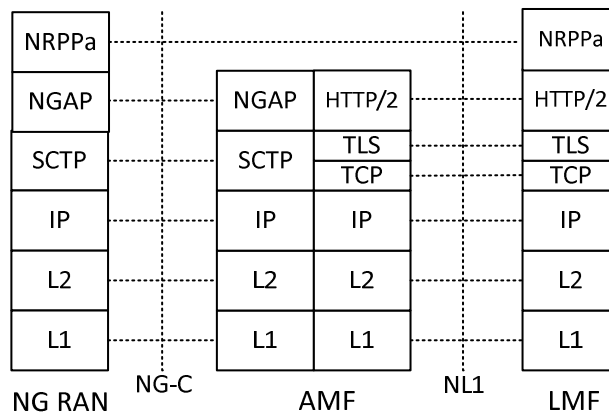 NRPPa NRPPa
NGAP NGAP HTTP/2 HTTP/2
SCTP SCTP TLS TLS
TCP TCP
IP IP IP IP
L2 L2 L2 L2
L1 L1 L1 L1
NG-C NL1
NG RAN AMF LMF